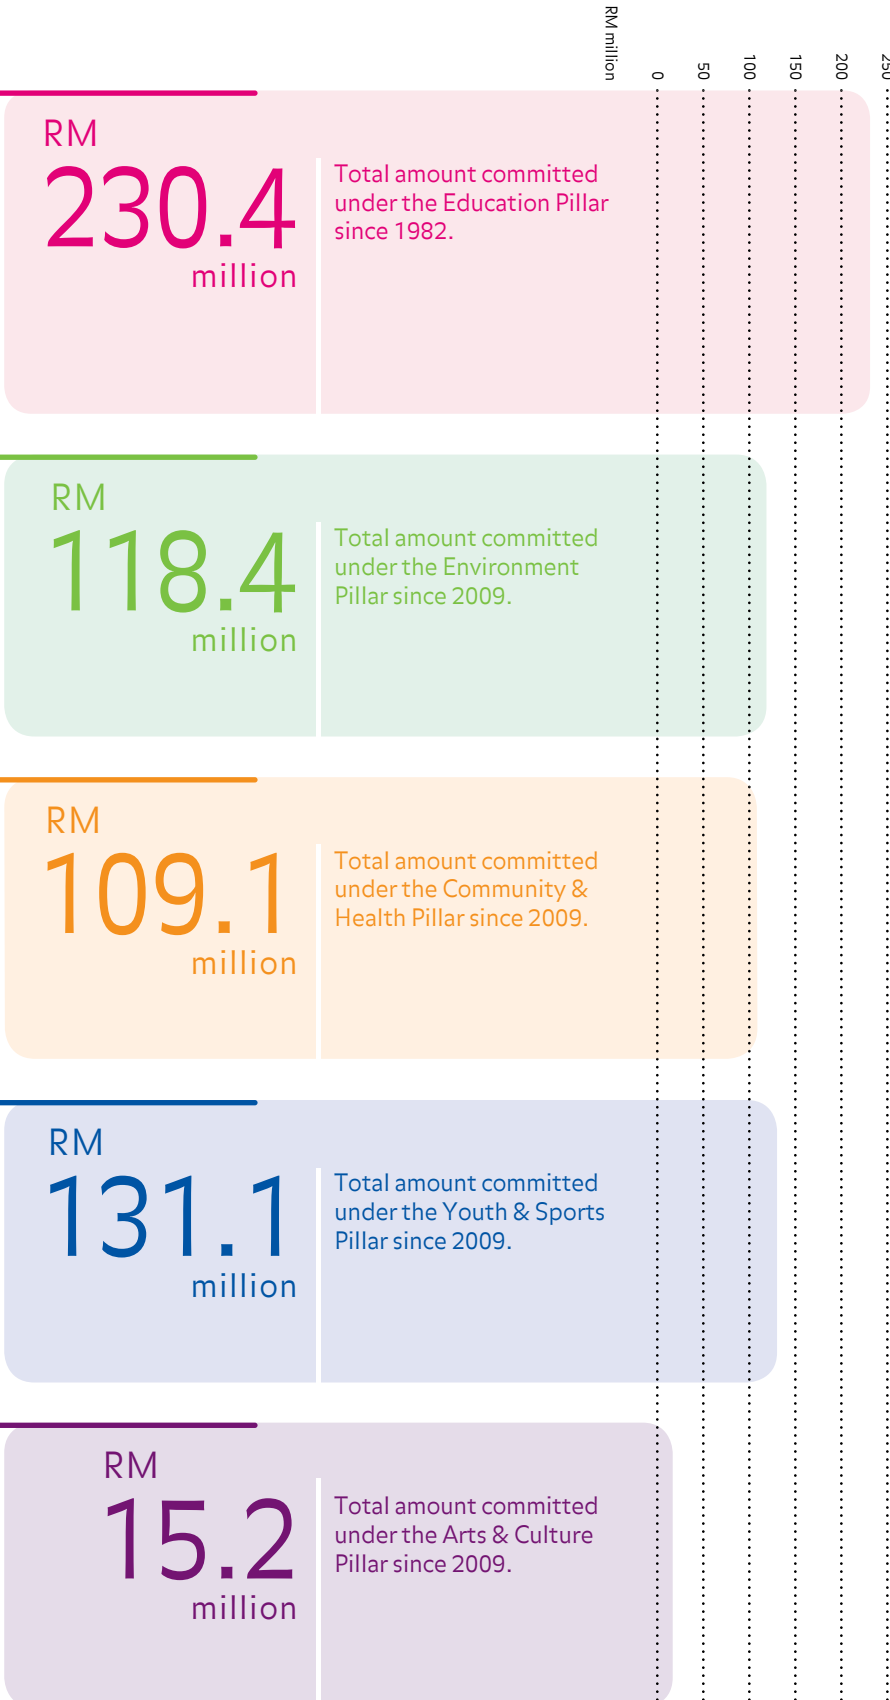 RM million
0
50
100
150
200
250
RM
230.4
million
Total amount committed
under the Education Pillar
since 1982.
RM
118.4
million
Total amount committed
under the Environment
Pillar since 2009.
RM
109.1
million
Total amount committed
under the Community &
Health Pillar since 2009.
RM
131.1
million
Total amount committed
under the Youth & Sports
Pillar since 2009.
RM
15.2
million
Total amount committed
under the Arts & Culture
Pillar since 2009.